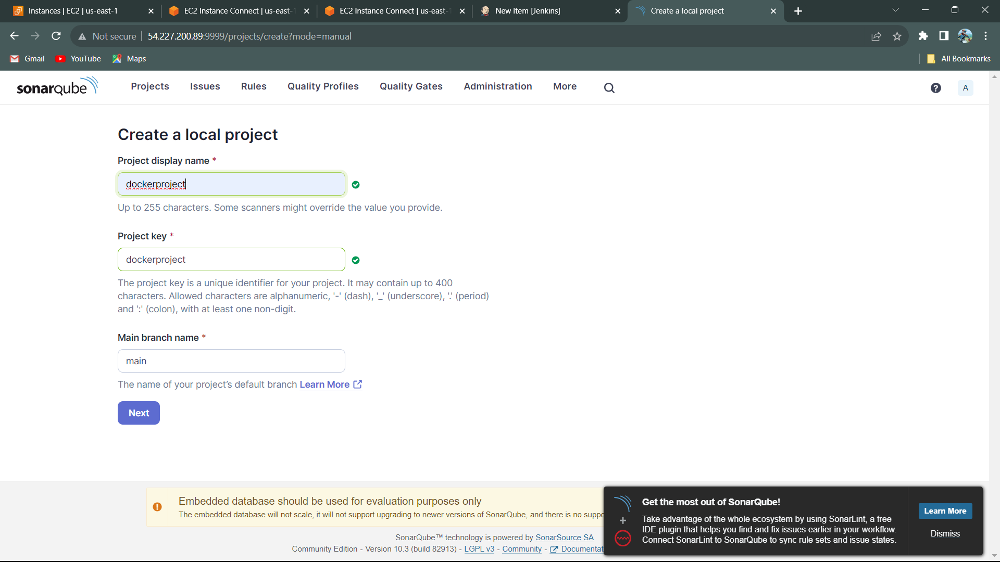 Instances | EC2 | us-east-1
EC2 Instance Connect | us-east-1
EC2 Instance Connect | us-east-1
New Item [Jenkins]
Create a local project
Not secure
54.227.200.89:9999/projects/create?mode=manual
Gmail
YouTube
Maps
All Bookmarks
sonarqube
Projects
Issues
Rules
Quality Profiles
Quality Gates
Administration
More
A
Create a local project
Project display name *
dockerproject
Up to 255 characters. Some scanners might override the value you provide.
Project key *
dockerproject
The project key is a unique identifier for your project. It may contain up to 400
characters. Allowed characters are alphanumeric, '-' (dash), '_' (underscore), '.' (period)
and ':' (colon), with at least one non-digit.
Main branch name *
main
The name of your project's default branch Learn More
Next
Embedded database should be used for evaluation purposes only
The embedded database will not scale, it will not support upgrading to newer versions of SonarQube, and there is no suppo
SonarQube™ technology is powered by SonarSource SA
Community Edition - Version 10.3 (build 82913) - LGPL v3 - Community - Documentat
Get the most out of SonarQube!
Take advantage of the whole ecosystem by using SonarLint, a free
IDE plugin that helps you find and fix issues earlier in your workflow.
Connect SonarLint to SonarQube to sync rule sets and issue states.
Learn More
Dismiss